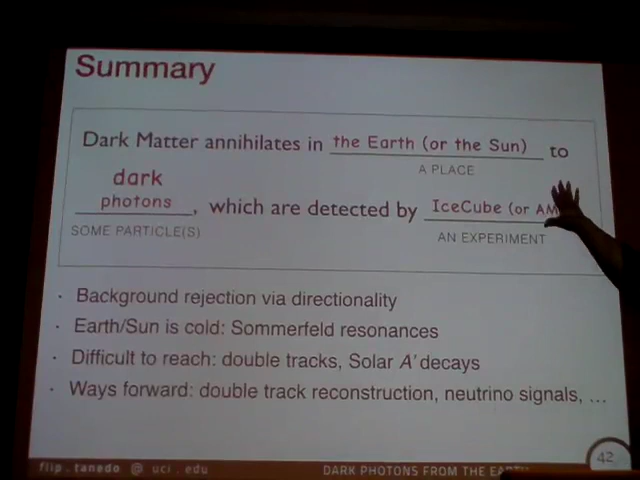 Summary
Dark Matter annihilates in the Earth (or the Sun) to
A PLACE
dark
photons, which are detected by IceCube (or
SOME PARTICLE(S)
AN EXPERIMENT
· Background rejection via directionality
· Earth/Sun is cold: Sommerfeld resonances
· Difficult to reach: double tracks, Solar A′ decays
· Ways forward: double track reconstruction, neutrino signals, …
42
flip.tanedo @ uci.edu
DARK PHOTONS FROM THE